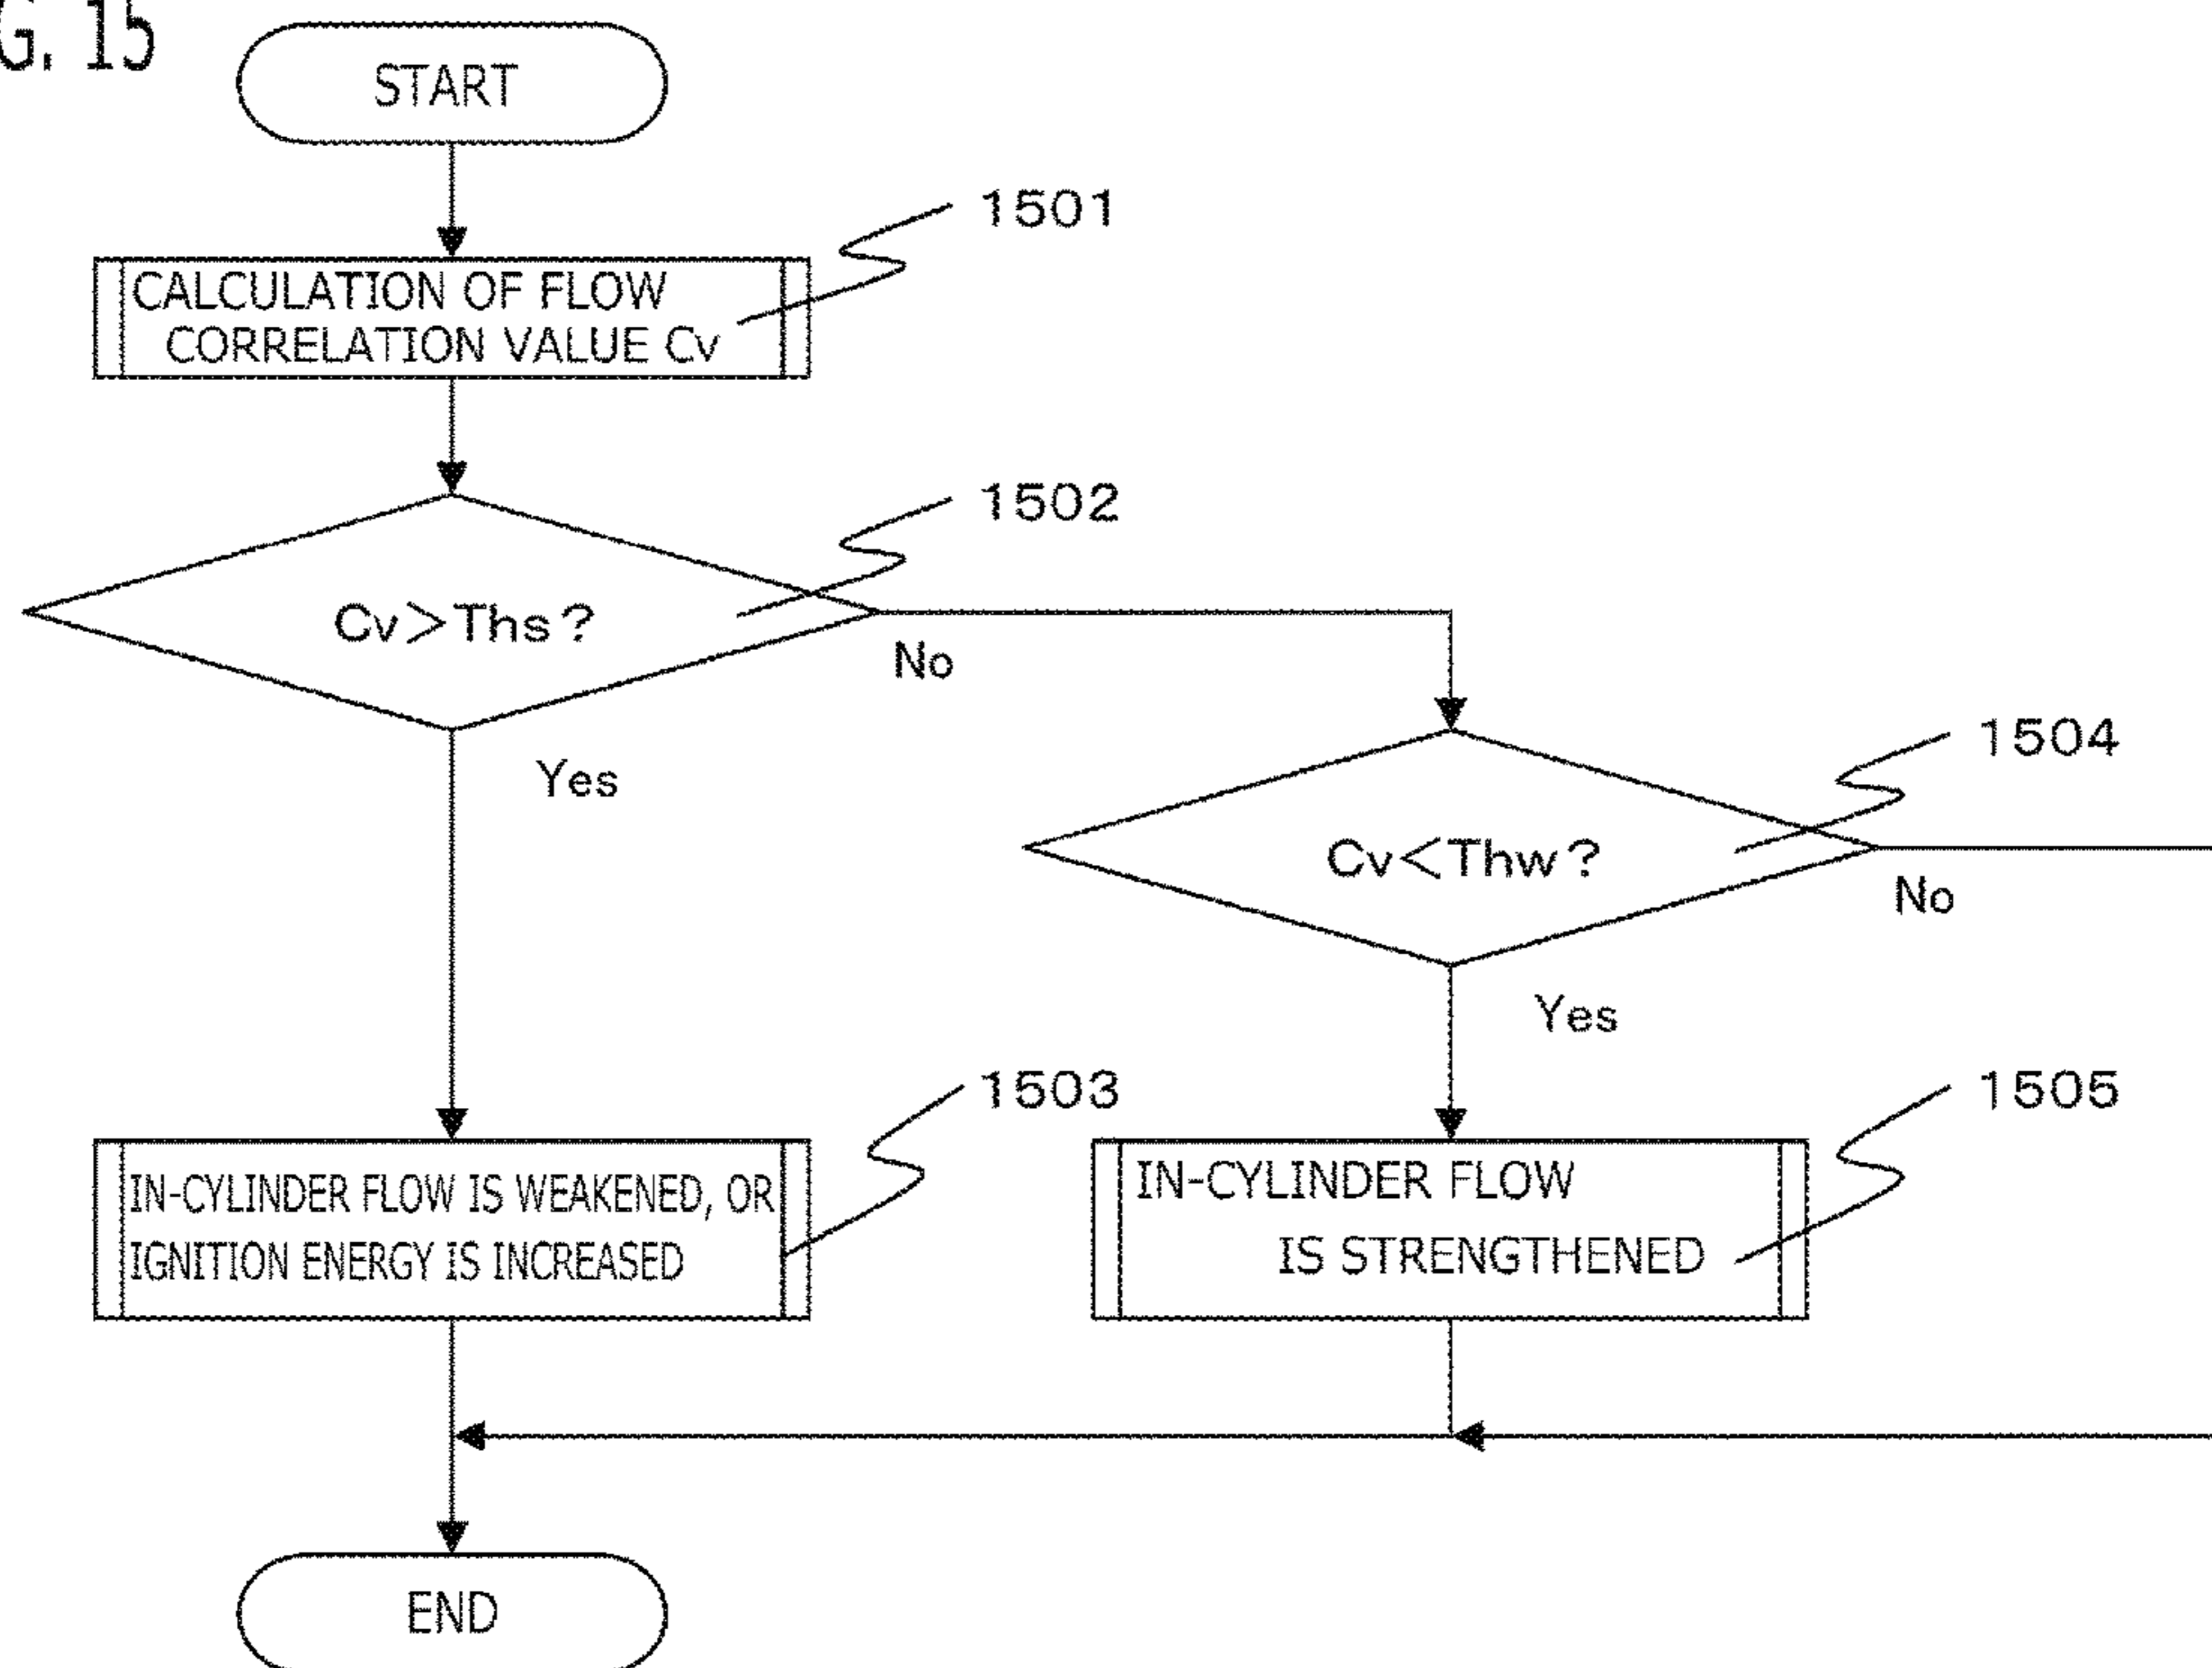 G. 15
START
1501
CALCULATION OF FLOW
CORRELATION VALUE Cv
1502
Cv>Ths?
No
Yes
1504
Cv<Thw?
No
Yes
1503
IN-CYLINDER FLOW IS WEAKENED, OR
IGNITION ENERGY IS INCREASED
1505
IN-CYLINDER FLOW
IS STRENGTHENED
END